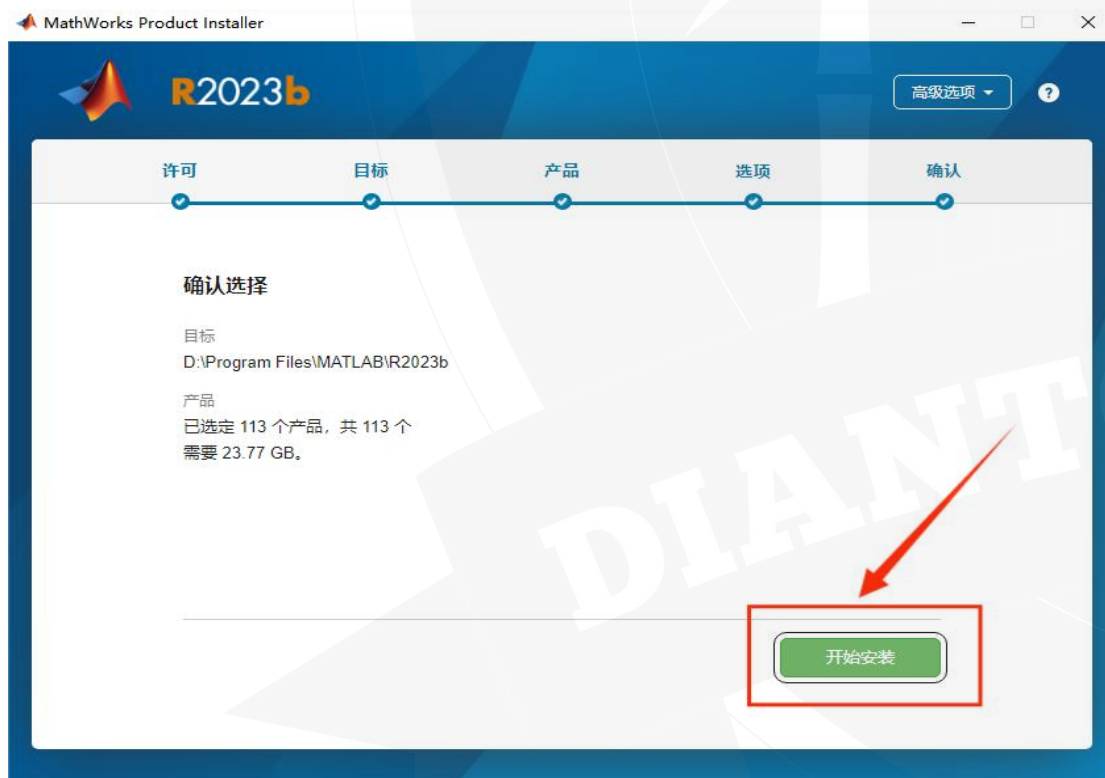 MathWorks Product Installer
R2023b
高级选项
?
许可
目标
产品
选项
确认
确认选择
目标
D:\Program Files\MATLAB\R2023b
产品
已选定 113 个产品，共 113 个
需要 23.77 GB。
DIANT
开始安装